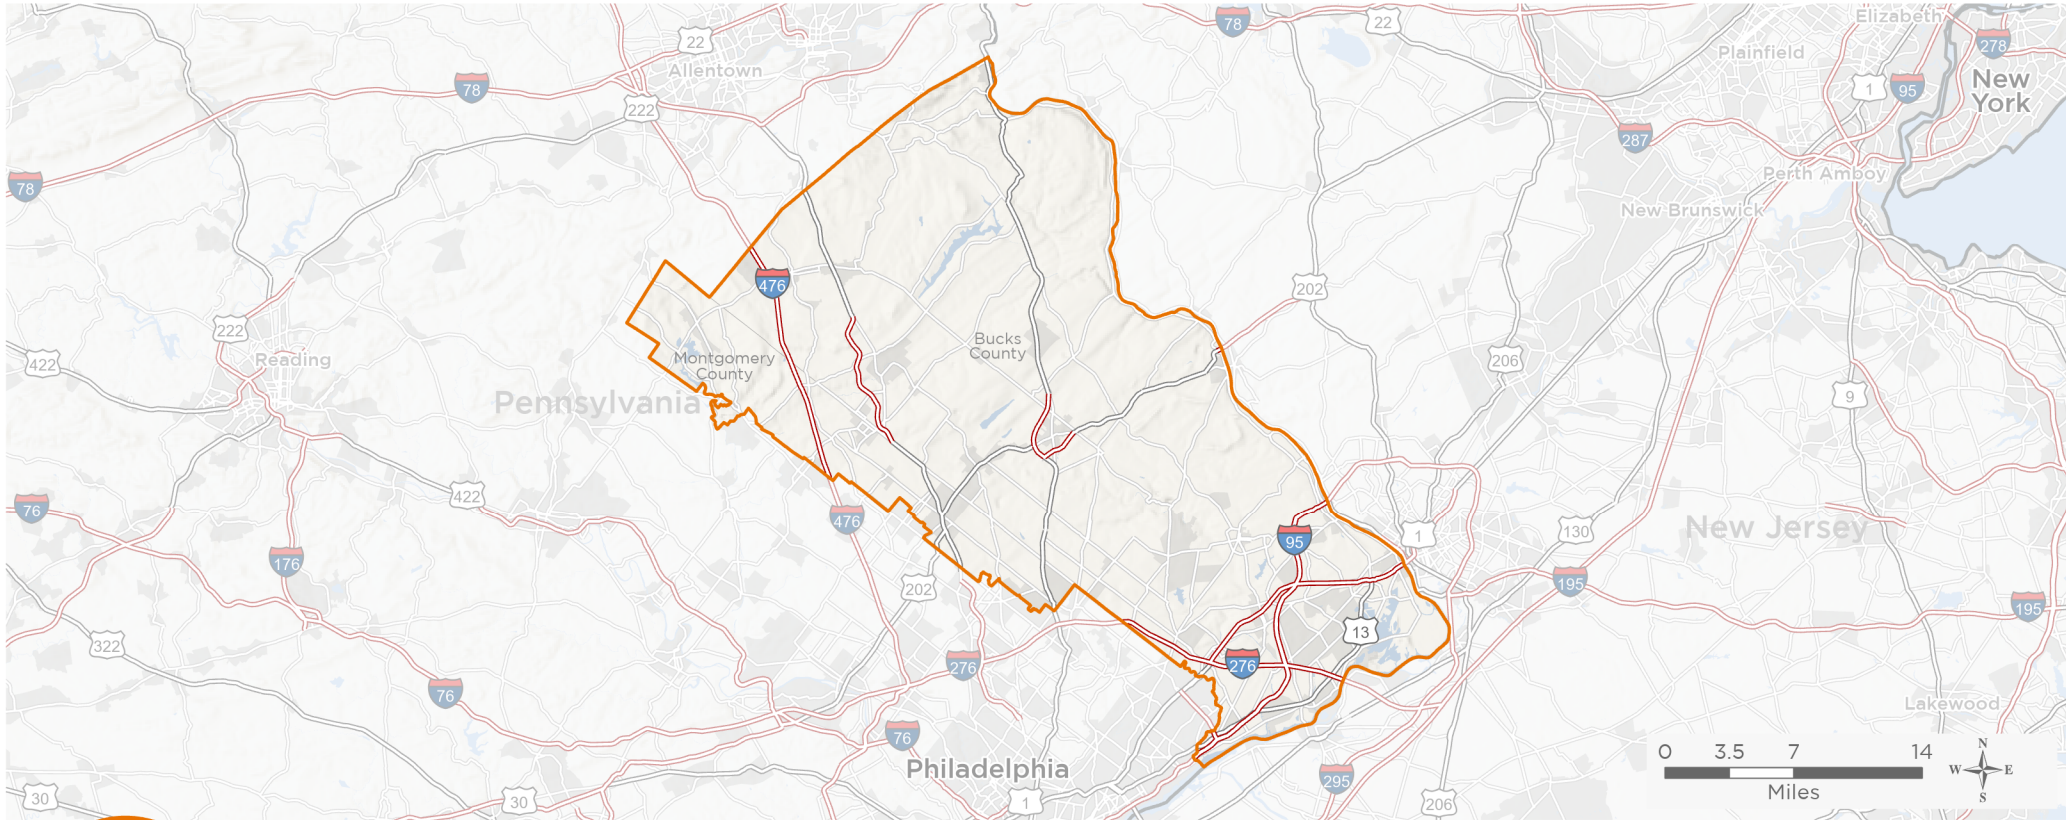 Elizabeth
78
22
22
278
Plainfield
New
York
Allentown
78
1
95
222
287
Perth Amboy
78
New Brunswick
476
202
222
Bucks
County
206
422
Reading
Montgomery
County
9
Pennsylvania
422
76
476
95
1
130
New Jersey
176
195
202
195
13
322
276
276
76
Lakewood
76
0 3.5 7 14
Miles
N
W E
S
Philadelphia
295
30
30
1
206